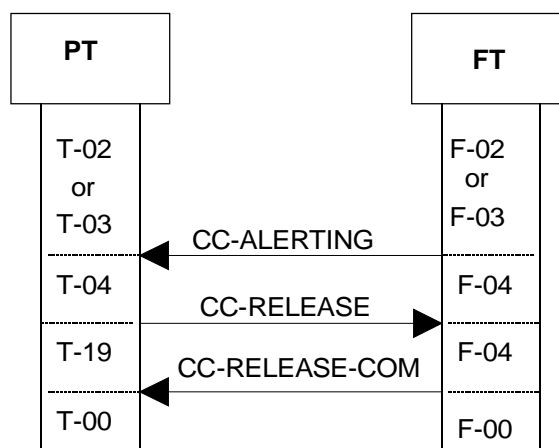 PT
FT
T-02
or
T-03
F-02
or
F-03
CC-ALERTING
T-04
F-04
CC-RELEASE
T-19
F-04
CC-RELEASE-COM
T-00
F-00